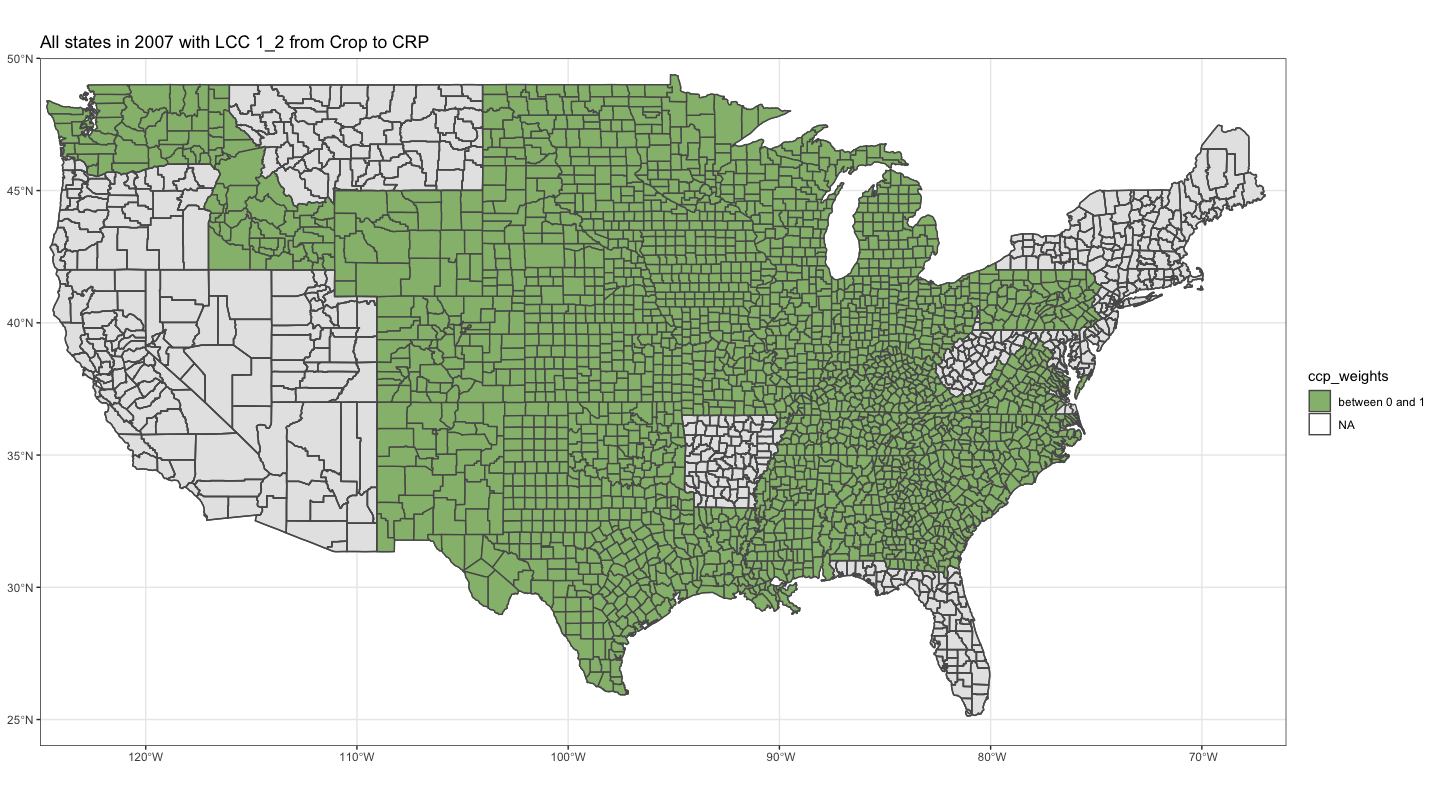 All states in 2007 with LCC 1_2 from Crop to CRP
50°N
45°N
40°N
35°N
30°N
25°N
120°W
110°W
100°W
90°W
80°W
70°W
ccp_weights
between 0 and 1
NA